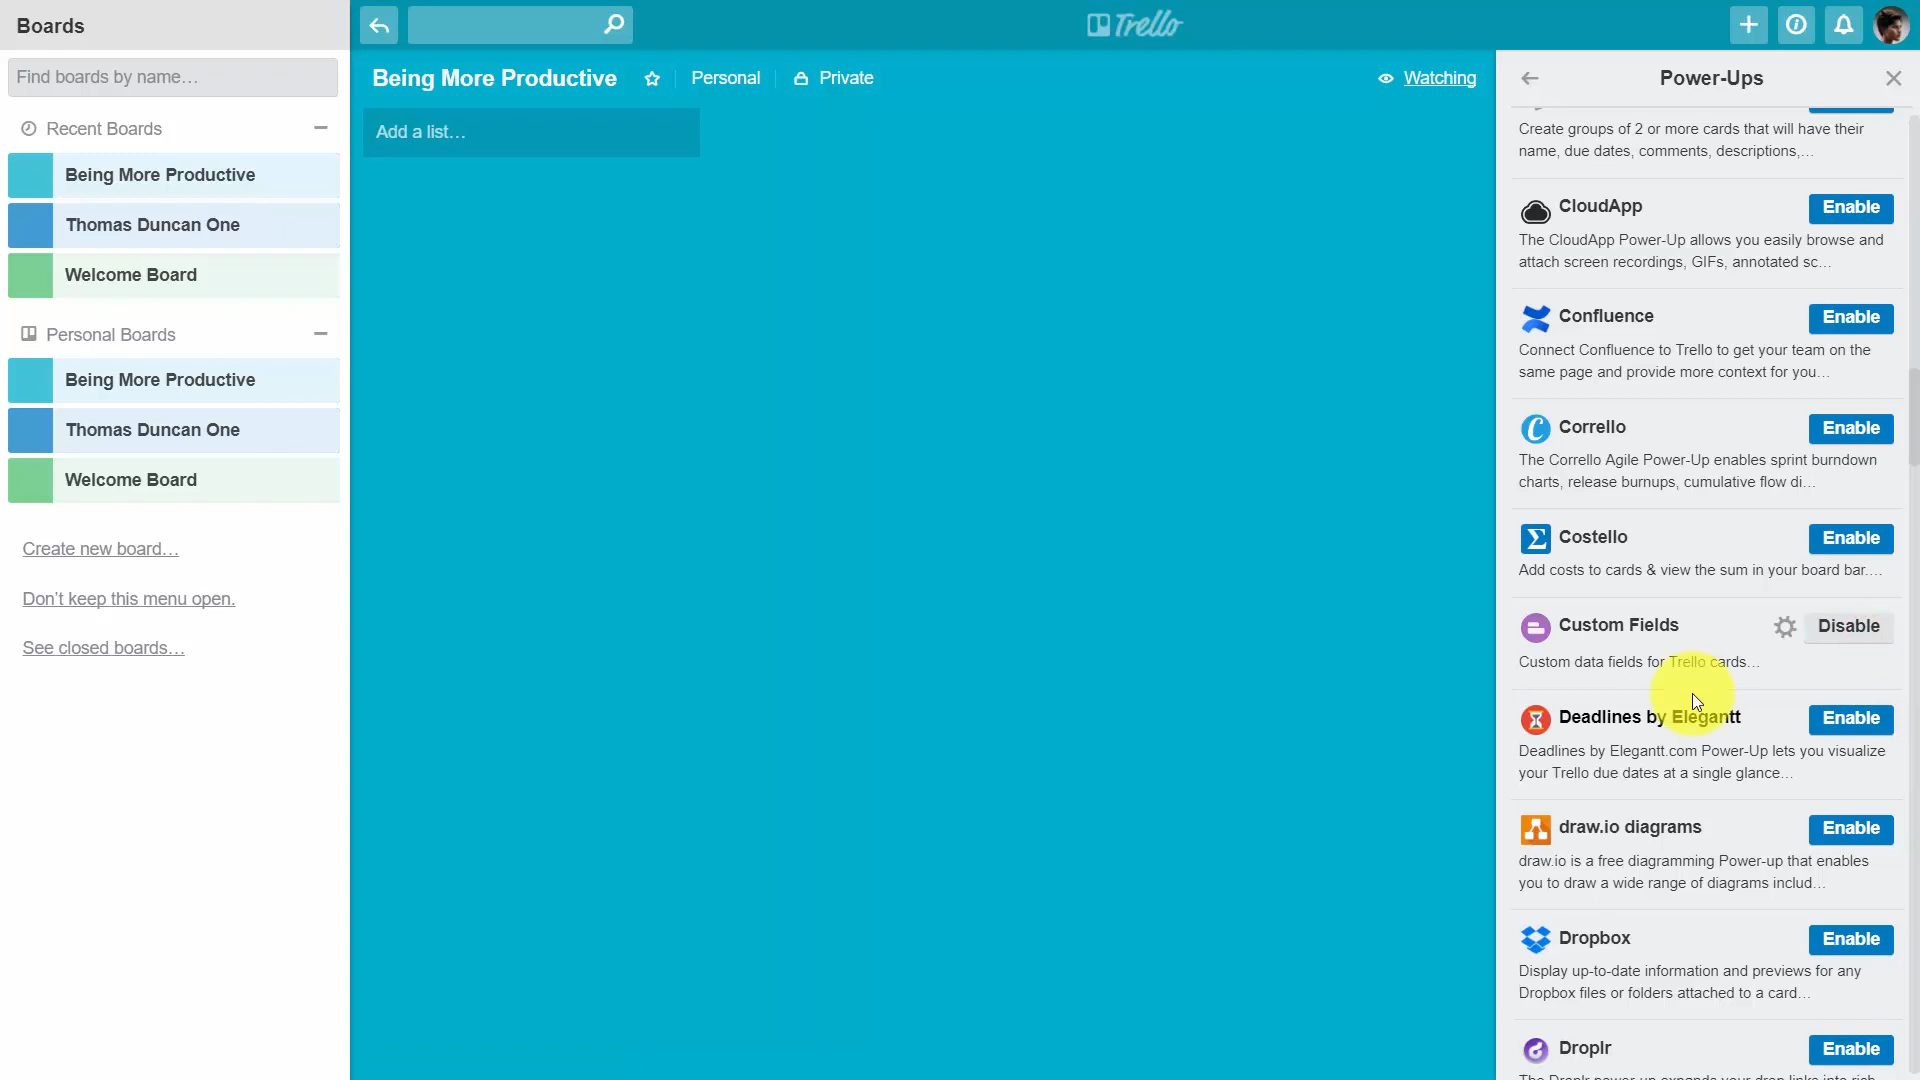 Boards
Trello
Find boards by name…
Being More Productive
Personal
Private
Watching
Power-Ups
Add a list…
Recent Boards
Being More Productive
Thomas Duncan One
Welcome Board
Personal Boards
Being More Productive
Thomas Duncan One
Welcome Board
Create new board…
Don't keep this menu open.
See closed boards…
Create groups of 2 or more cards that will have their
name, due dates, comments, descriptions,…
CloudApp
Enable
The CloudApp Power-Up allows you easily browse and
attach screen recordings, GIFs, annotated sc…
Confluence
Enable
Connect Confluence to Trello to get your team on the
same page and provide more context for you…
Corrello
Enable
The Corrello Agile Power-Up enables sprint burndown
charts, release burnups, cumulative flow di…
Costello
Enable
Add costs to cards & view the sum in your board bar.…
Custom Fields
Disable
Custom data fields for Trello cards…
Deadlines by Elegantt
Enable
Deadlines by Elegantt.com Power-Up lets you visualize
your Trello due dates at a single glance…
draw.io diagrams
Enable
draw.io is a free diagramming Power-up that enables
you to draw a wide range of diagrams includ…
Dropbox
Enable
Display up-to-date information and previews for any
Dropbox files or folders attached to a card…
Droplr
Enable